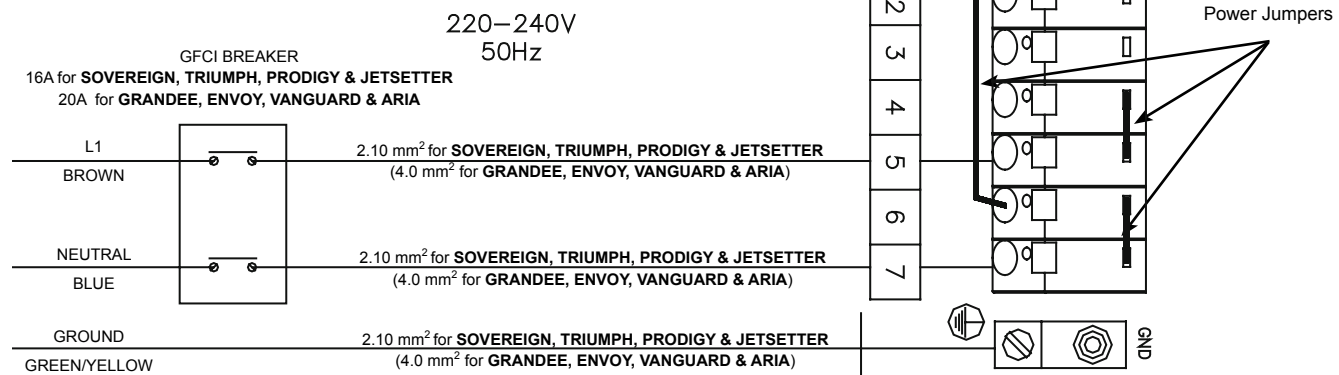 220–240V
50Hz
GFCI BREAKER
16A for SOVEREIGN, TRIUMPH, PRODIGY & JETSETTER
20A for GRANDEE, ENVOY, VANGUARD & ARIA
L1
BROWN
2.10 mm² for SOVEREIGN, TRIUMPH, PRODIGY & JETSETTER
(4.0 mm² for GRANDEE, ENVOY, VANGUARD & ARIA)
NEUTRAL
BLUE
2.10 mm² for SOVEREIGN, TRIUMPH, PRODIGY & JETSETTER
(4.0 mm² for GRANDEE, ENVOY, VANGUARD & ARIA)
GROUND
GREEN/YELLOW
2.10 mm² for SOVEREIGN, TRIUMPH, PRODIGY & JETSETTER
(4.0 mm² for GRANDEE, ENVOY, VANGUARD & ARIA)
2
3
4
5
6
7
Power Jumpers
GND